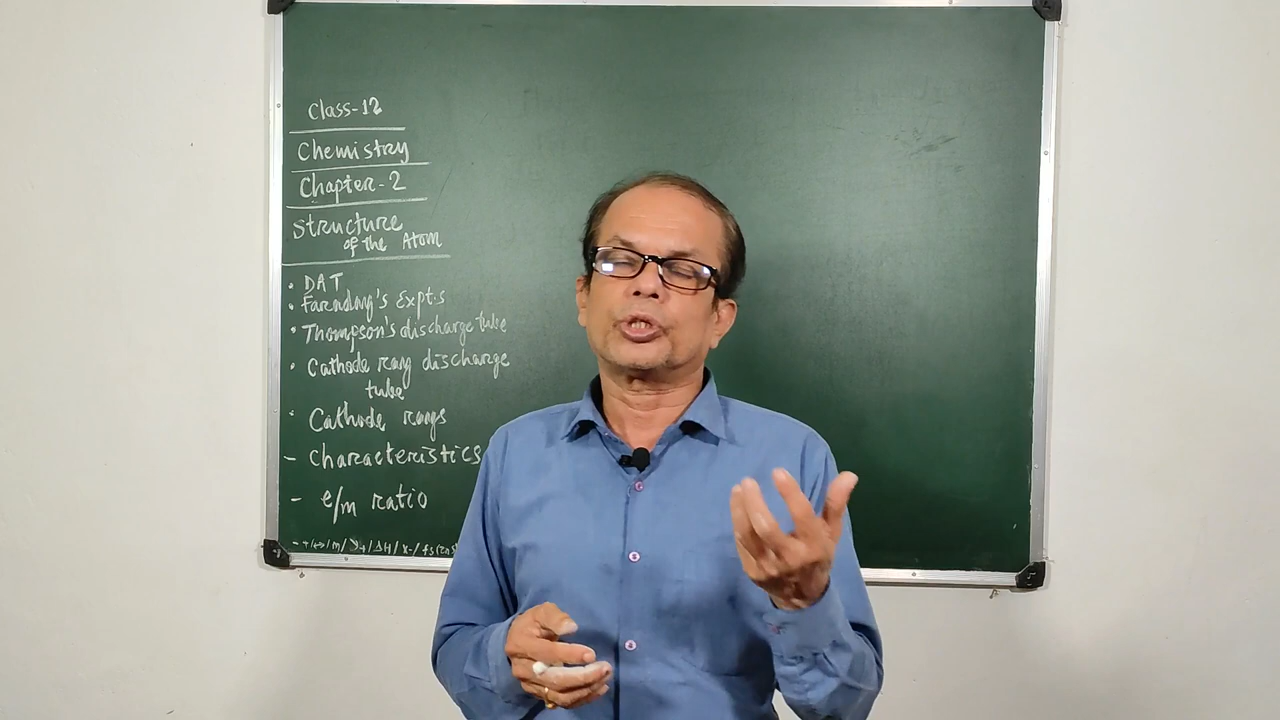 Class-12
Chemistry
Chapter-2
Structure
of the Atom
• DAT
• Faraday's Expts
• Thompson's discharge tube
• Cathode ray discharge
tube
• Cathode rays
- Characteristics
- e/m ratio